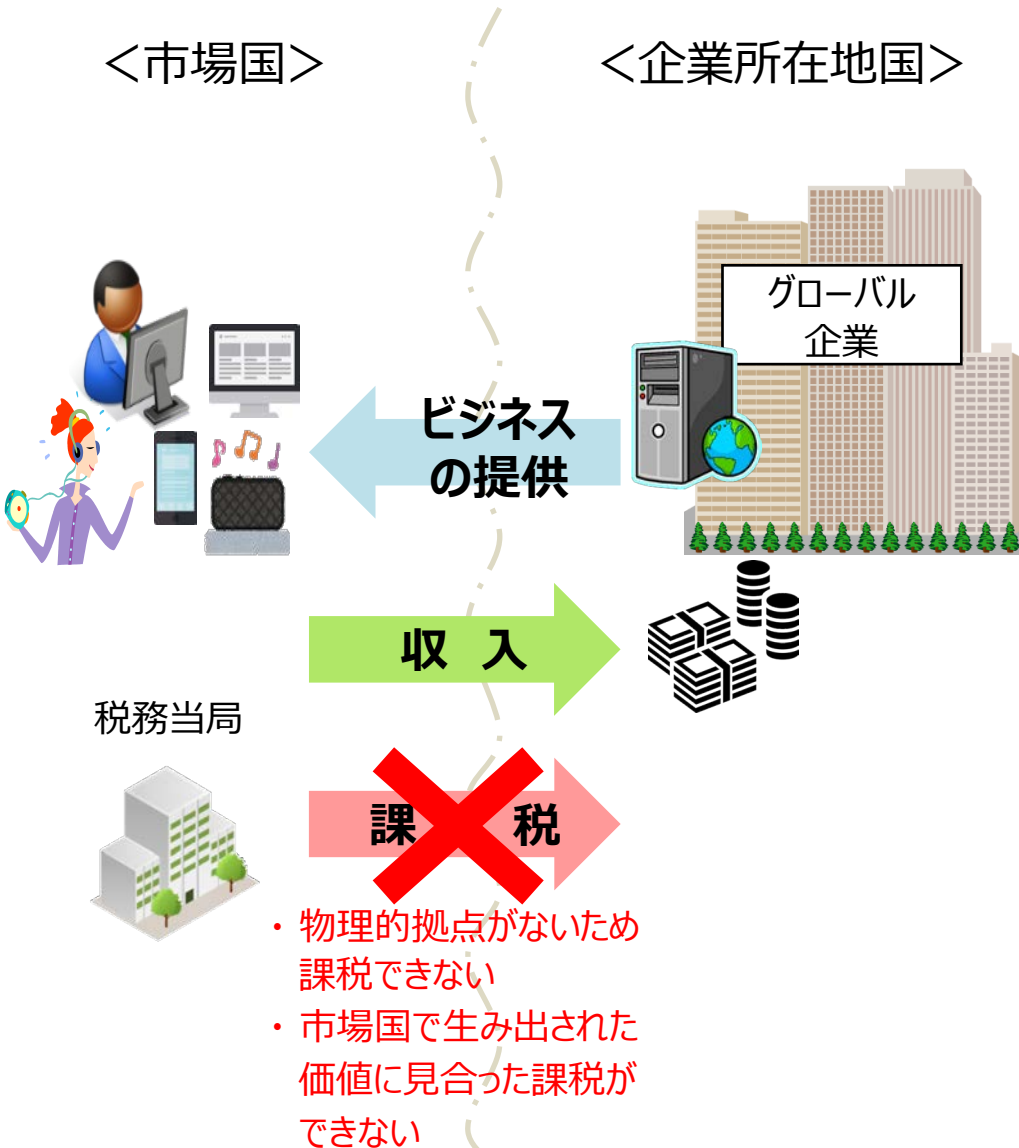 ＜市場国＞
＜企業所在地国＞
グローバル
企業
ビジネス
の提供
収 入
税務当局
課 税
・ 物理的拠点がないため
課税できない
・ 市場国で生み出された
価値に見合った課税が
できない